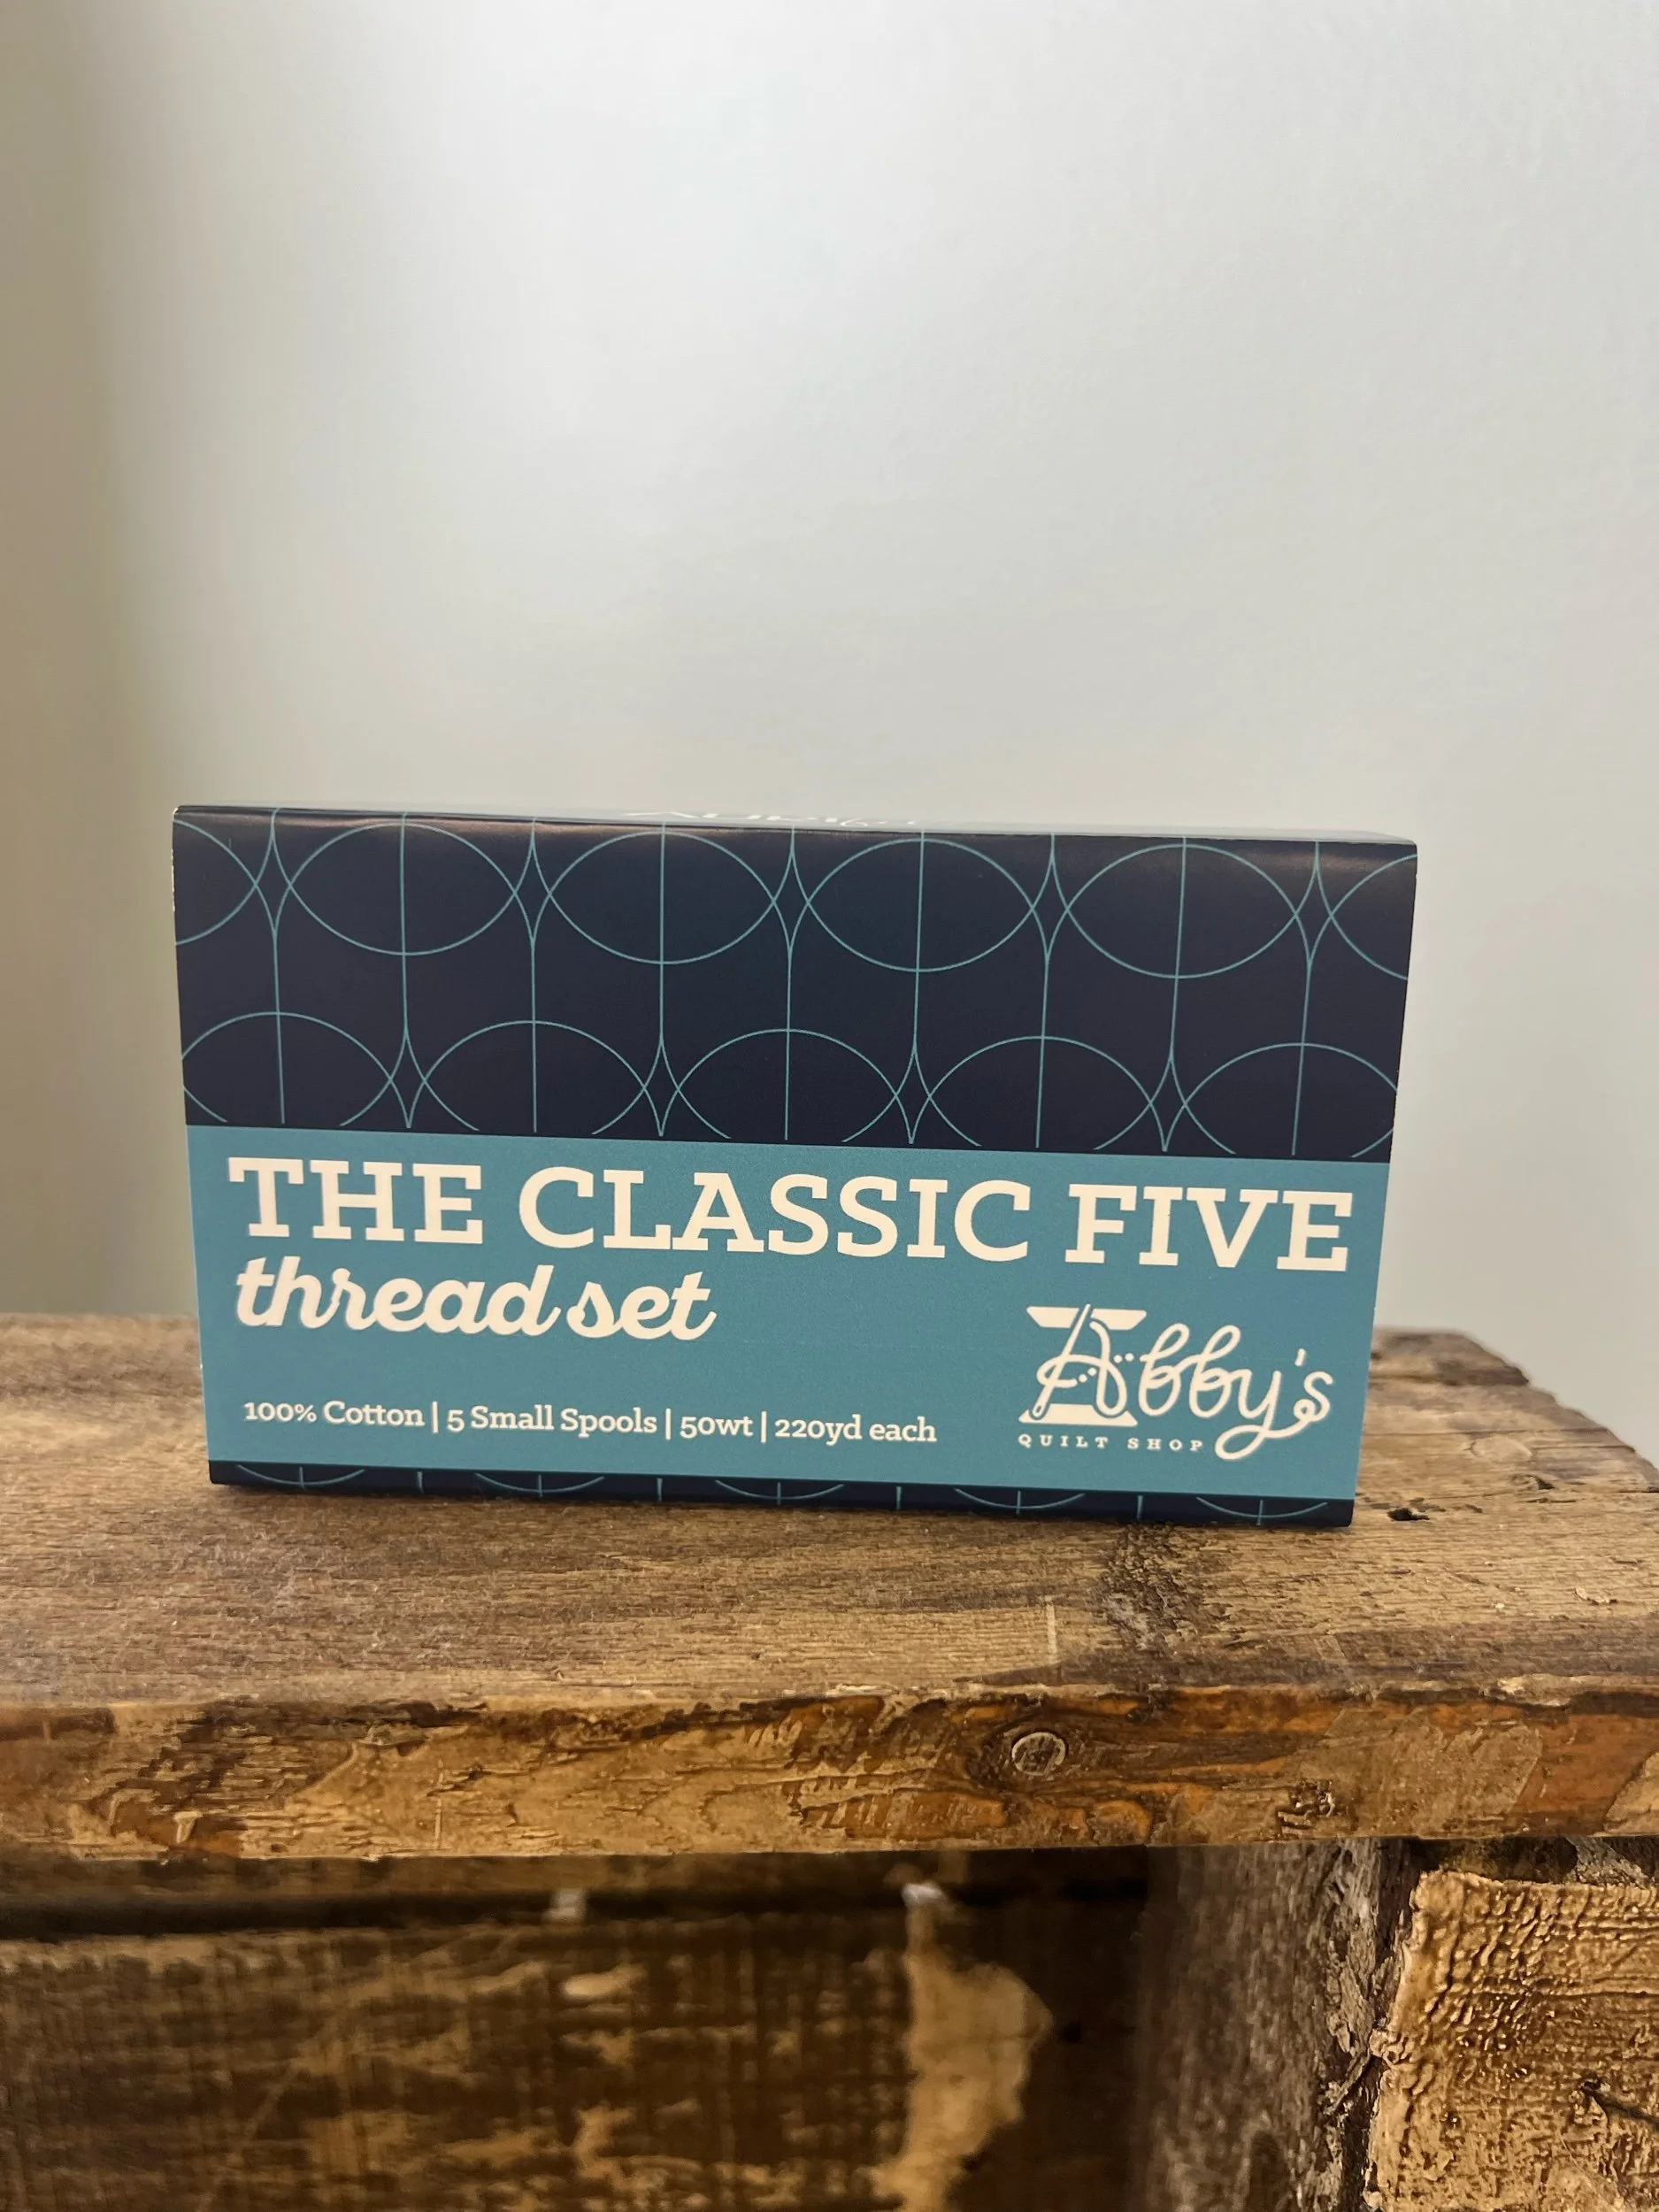 THE CLASSIC FIVE
thread set
100% Cotton | 5 Small Spools | 50wt | 220yd each
Abby's
QUILT SHOP